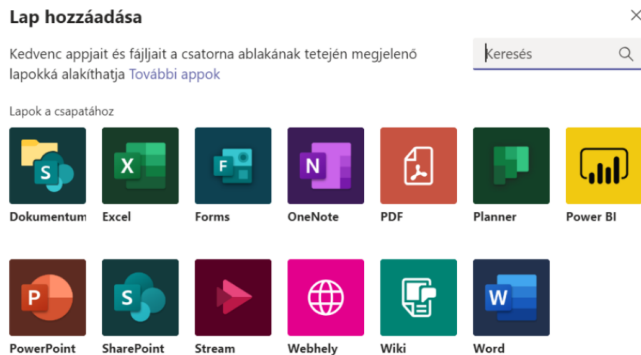 Lap hozzáadása
Kedvenc appjait és fájljait a csatorna ablakának tetején megjelenő
lapokká alakíthatja További appok
Keresés
Lapok a csapatához
S
X
F
N
Dokumentum Excel Forms OneNote PDF Planner Power BI
P
S
W
PowerPoint SharePoint Stream Webhely Wiki Word